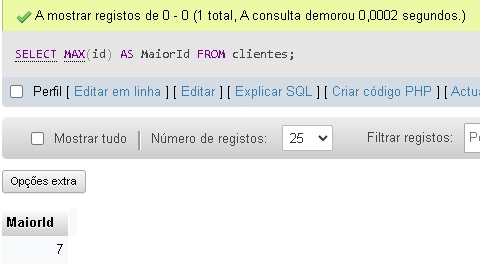 A mostrar registos de 0 - 0 (1 total, A consulta demorou 0,0002 segundos.)
SELECT MAX(id) AS MaiorId FROM clientes;
Perfil [ Editar em linha ] [ Editar ] [ Explicar SQL ] [ Criar código PHP ] [ Actu
Mostrar tudo | Número de registos: 25 Filtrar registos:
Opções extra
MaiorId
7